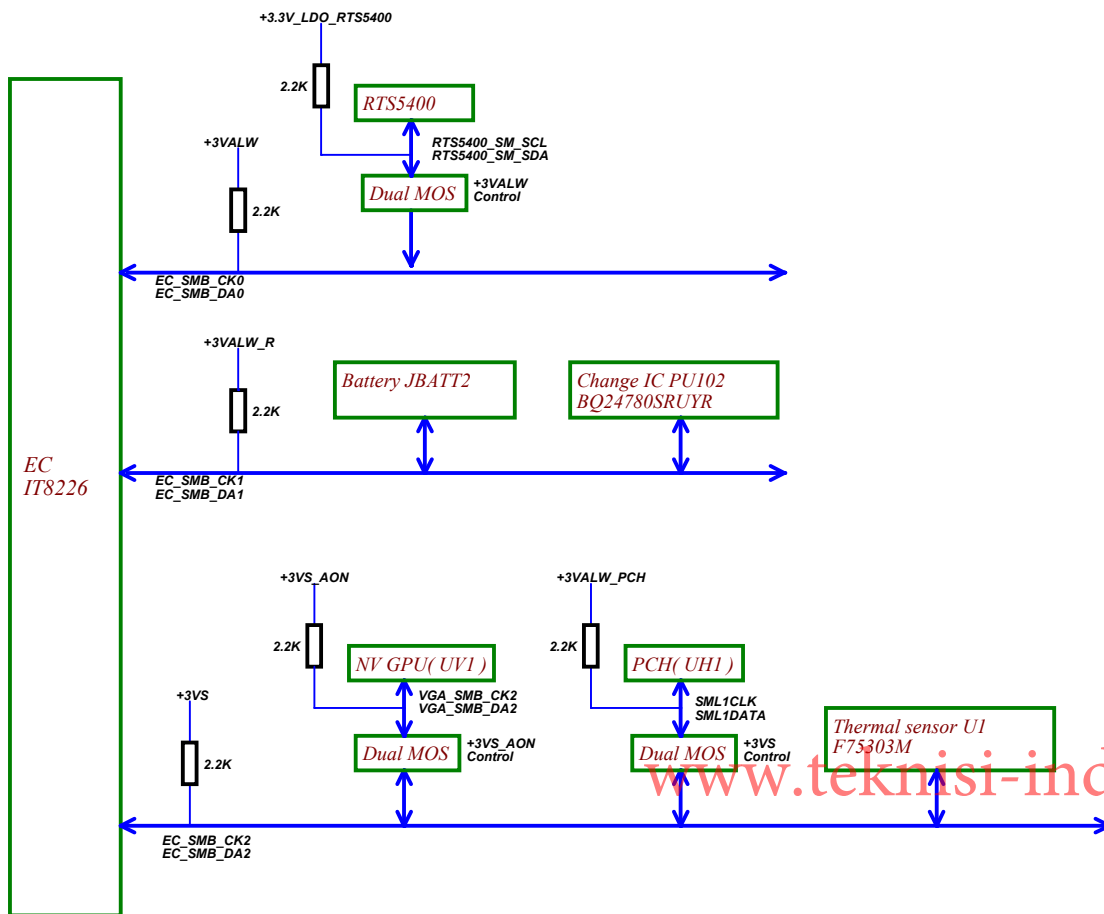 +3.3V_LDO_RTS5400
2.2K
RTS5400
RTS5400_SM_SCL
RTS5400_SM_SDA
+3VALW
Dual MOS
+3VALW
Control
2.2K
EC_SMB_CK0
EC_SMB_DA0
+3VALW_R
2.2K
Battery JBATT2
Change IC PU102
BQ24780SRUYR
EC
IT8226
EC_SMB_CK1
EC_SMB_DA1
+3VS_AON
+3VALW_PCH
2.2K
NV GPU( UV1 )
2.2K
PCH( UH1 )
VGA_SMB_CK2
VGA_SMB_DA2
SML1CLK
SML1DATA
+3VS
2.2K
Dual MOS
+3VS_AON
Control
Dual MOS
+3VS
Control
Thermal sensor U1
F75303M
www.teknisi-ind
EC_SMB_CK2
EC_SMB_DA2